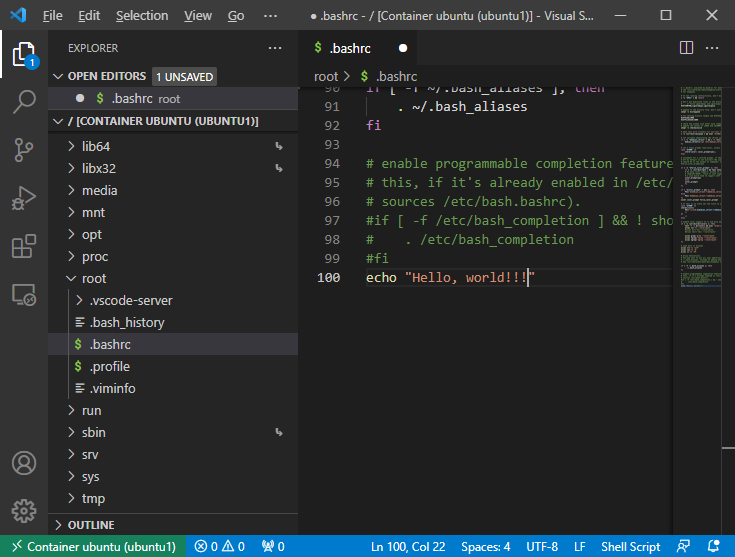 File Edit Selection View Go ··· ● .bashrc - / [Container ubuntu (ubuntu1)] - Visual S...
EXPLORER ···
OPEN EDITORS 1 UNSAVED
● $ .bashrc root
/ [CONTAINER UBUNTU (UBUNTU1)]
lib64
libx32
media
mnt
opt
proc
root
.vscode-server
.bash_history
$ .bashrc
$ .profile
.viminfo
run
sbin
srv
sys
tmp
OUTLINE
1
$ .bashrc ● ···
root > $ .bashrc
90 if [ -f ~/.bash_aliases ]; then
91     . ~/.bash_aliases
92 fi
93
94 # enable programmable completion feature
95 # this, if it's already enabled in /etc/
96 # sources /etc/bash.bashrc).
97 #if [ -f /etc/bash_completion ] && ! sho
98 #    . /etc/bash_completion
99 #fi
100 echo "Hello, world!!!"
Container ubuntu (ubuntu1) 0 0 0 Ln 100, Col 22 Spaces: 4 UTF-8 LF Shell Script